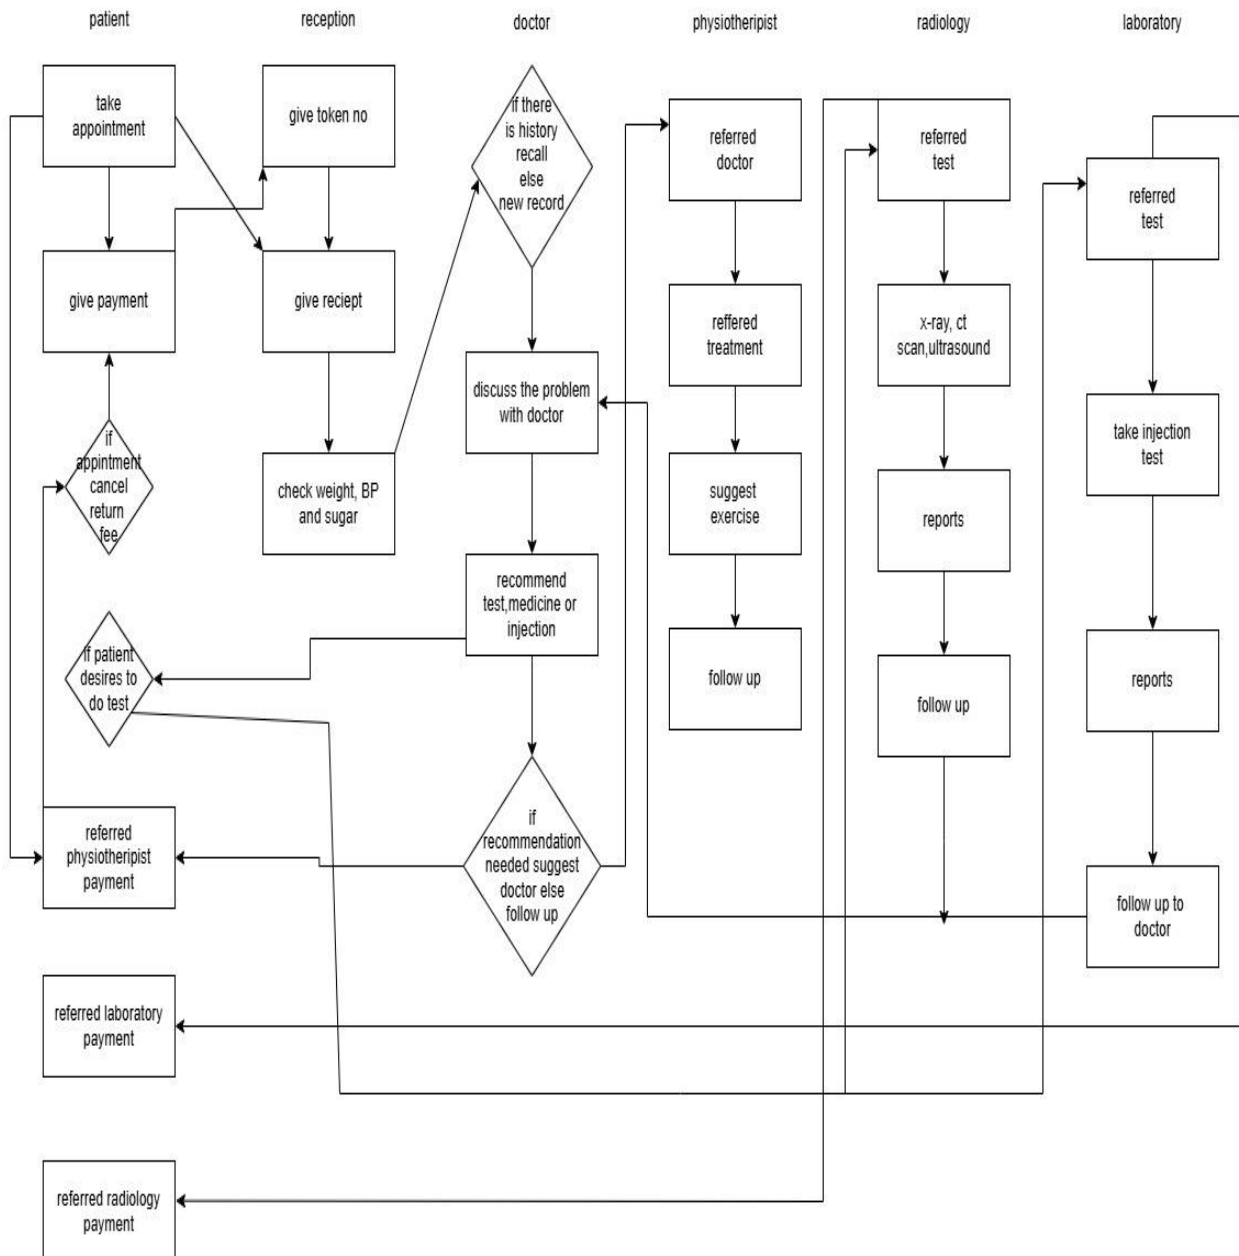 patient
reception
doctor
physiotheripist
radiology
laboratory
take
appointment
give payment
if
appintment
cancel
return
fee
if patient
desires to
do test
referred
physiotheripist
payment
referred laboratory
payment
referred radiology
payment
give token no
give reciept
check weight, BP
and sugar
if there
is history
recall
else
new record
discuss the problem
with doctor
recommend
test,medicine or
injection
if
recommendation
needed suggest
doctor else
follow up
referred
doctor
reffered
treatment
suggest
exercise
follow up
referred
test
x-ray, ct
scan,ultrasound
reports
follow up
referred
test
take injection
test
reports
follow up to
doctor